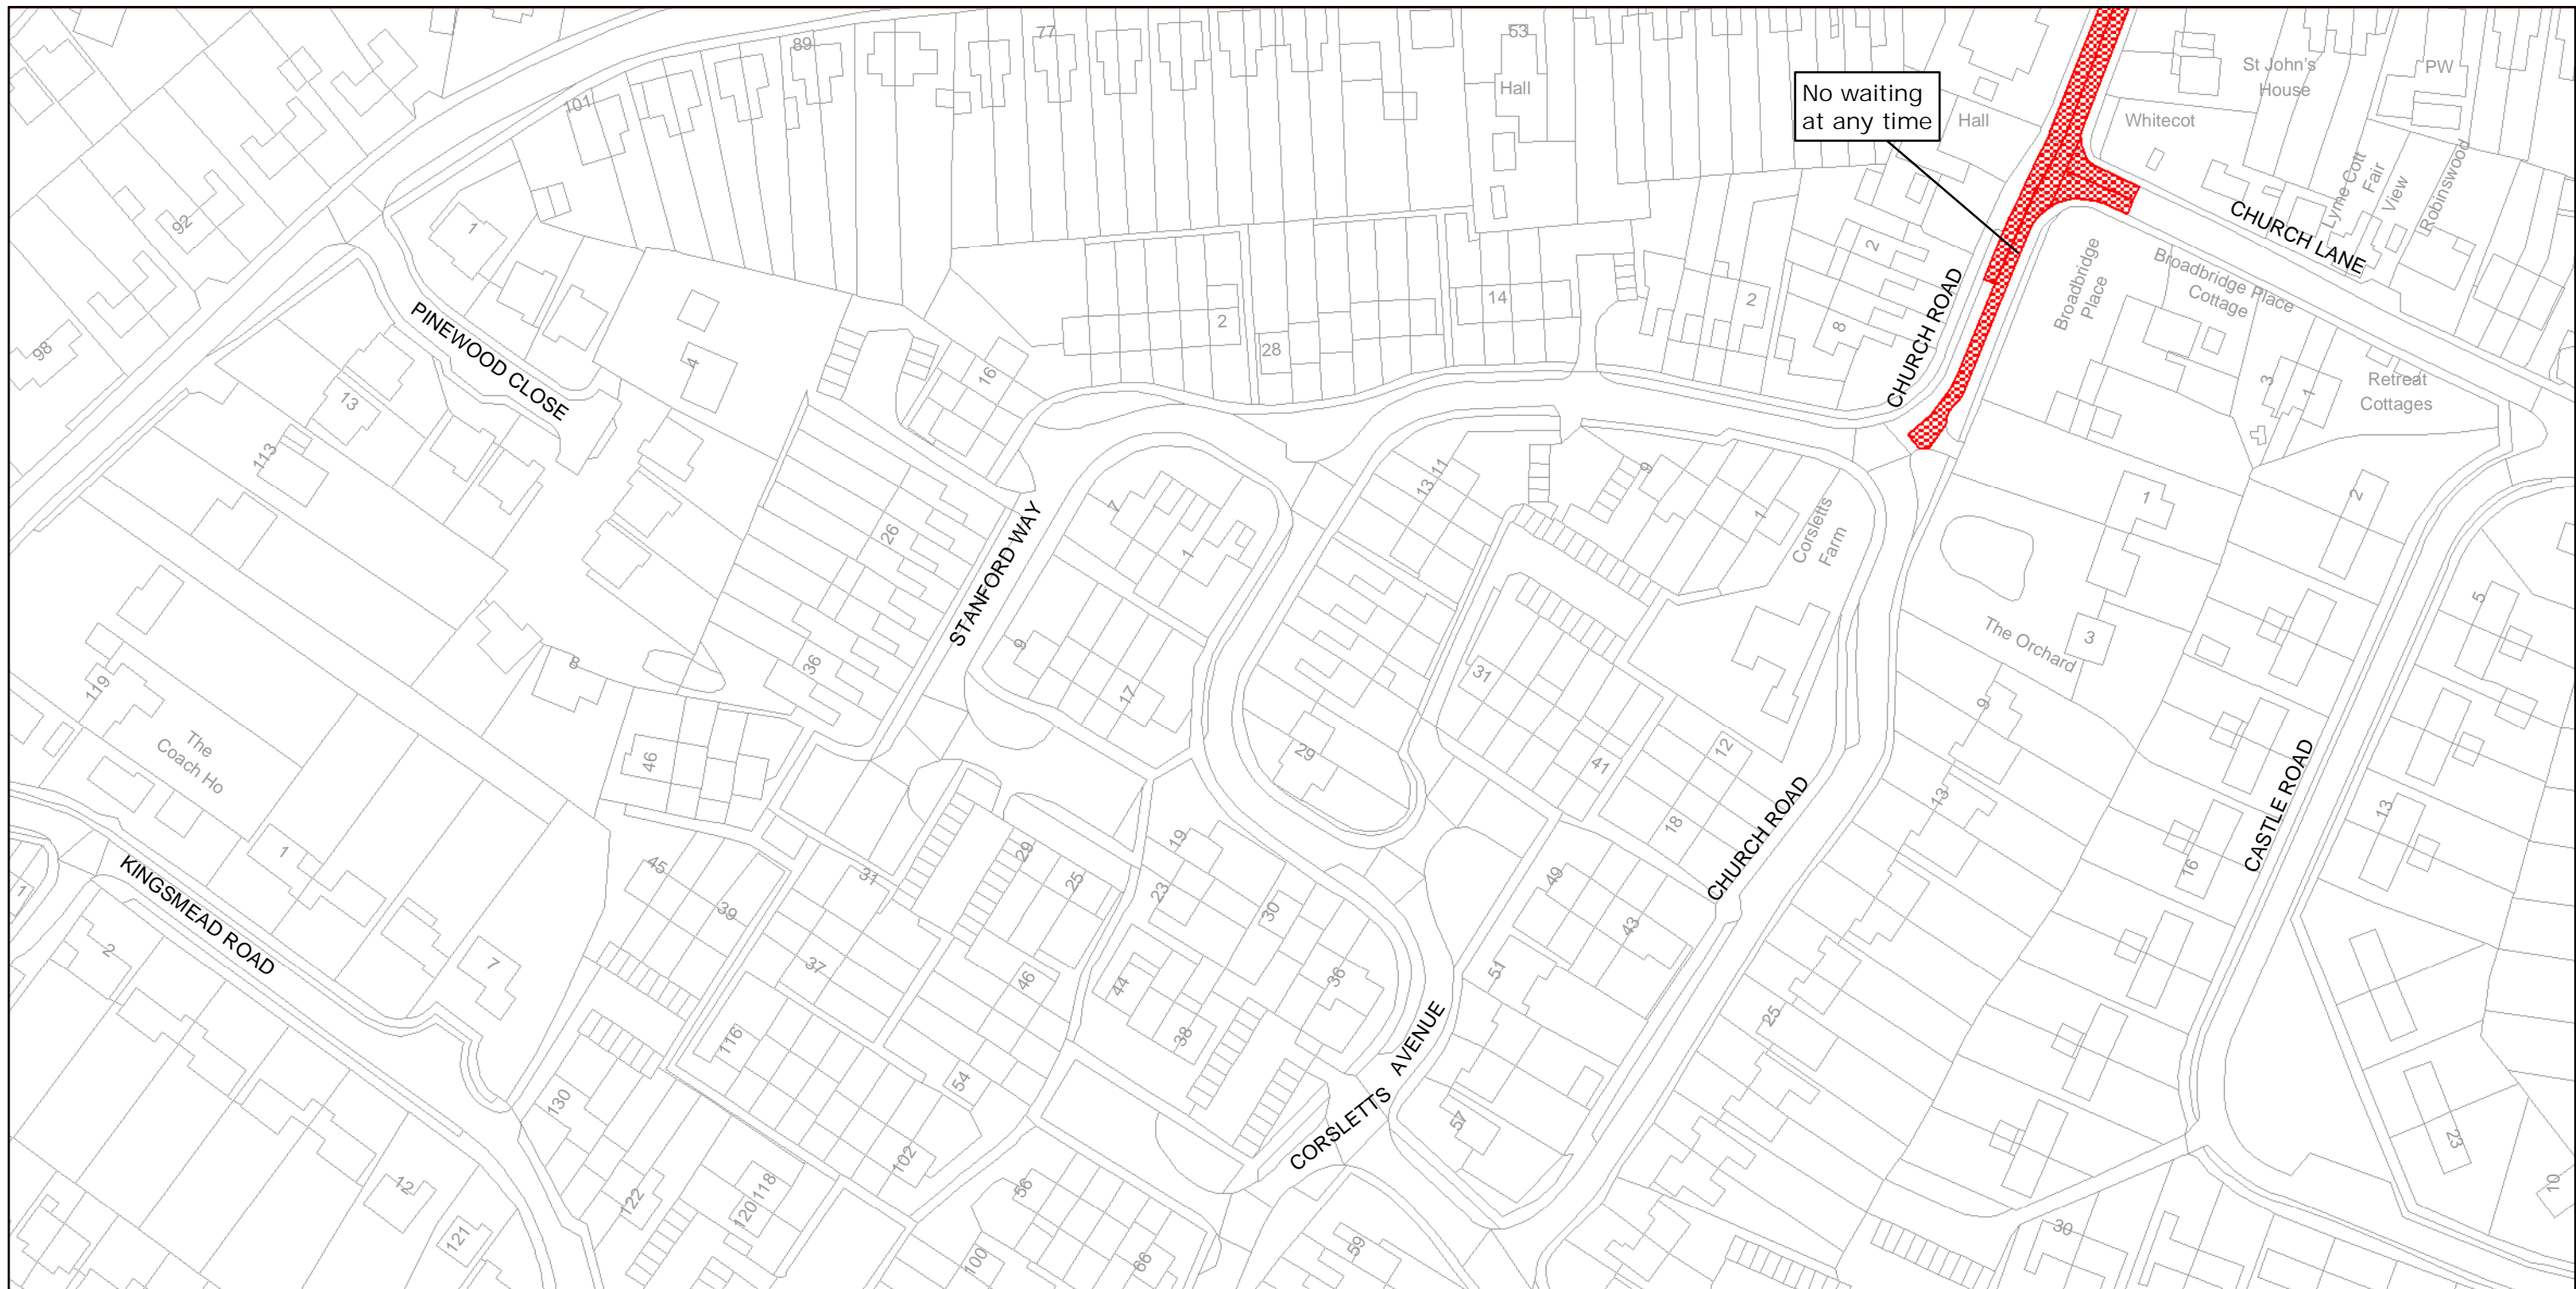 77
53
89
Hall
101
St John's
House
PW
No waiting
at any time
Hall
Whitecot
Lyme Cott
Fair
View
Robinswood
92
1
CHURCH LANE
2
Broadbridge
Place
Broadbridge Place
Cottage
PINEWOOD CLOSE
98
4
2
28
14
2
8
CHURCH ROAD
16
13
3
1
Retreat
Cottages
113
26
7
1
13
11
9
1
Corsletts
Farm
1
2
STANFORD WAY
9
17
36
8
31
The Orchard
3
5
119
The
Coach Ho
46
29
41
12
18
9
13
CHURCH ROAD
CASTLE ROAD
13
16
1
1
KINGSMEAD ROAD
2
7
45
39
31
29
25
19
23
30
49
43
37
46
44
38
36
51
25
116
54
CORSLETTS AVENUE
57
130
102
122
120
118
56
12
121
100
66
59
30
23
10